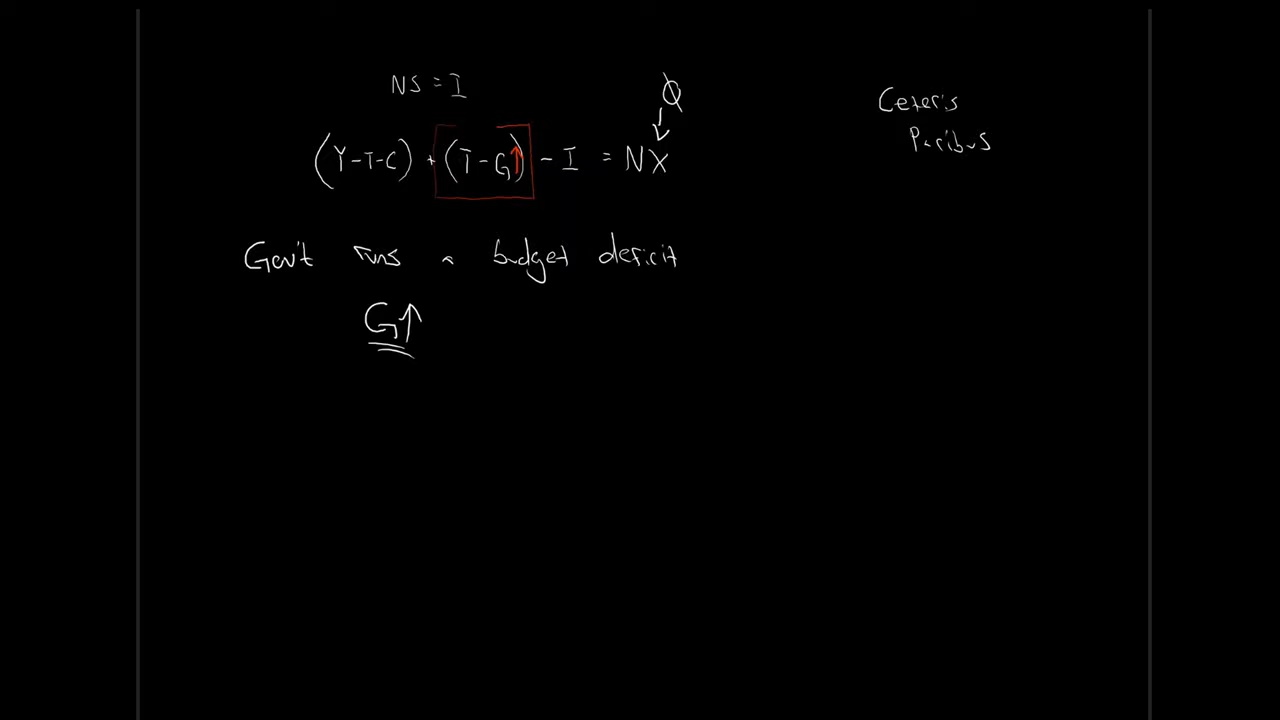 NS = I
Ø
Ceteris
Paribus
(Y-T-C) + (T-G↑) - I = NX
Gov't runs a budget deficit
G↑